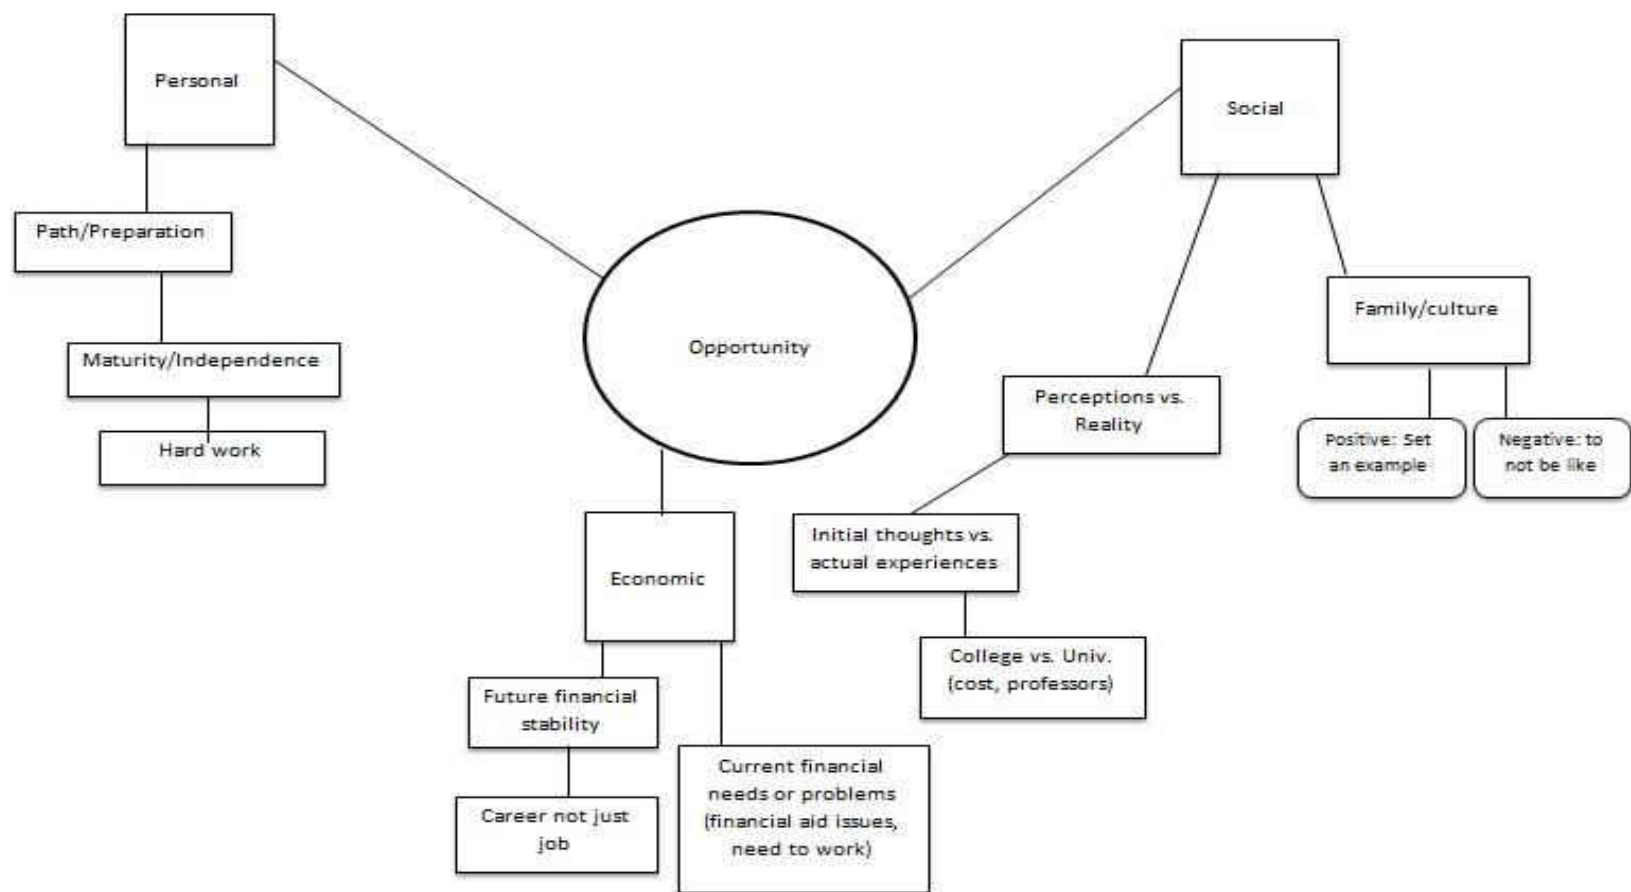 Personal
Path/Preparation
Maturity/Independence
Hard work
Opportunity
Economic
Future financial
stability
Career not just
job
Current financial
needs or problems
(financial aid issues,
need to work)
Social
Perceptions vs.
Reality
Initial thoughts vs.
actual experiences
College vs. Univ.
(cost, professors)
Family/culture
Positive: Set
an example
Negative: to
not be like